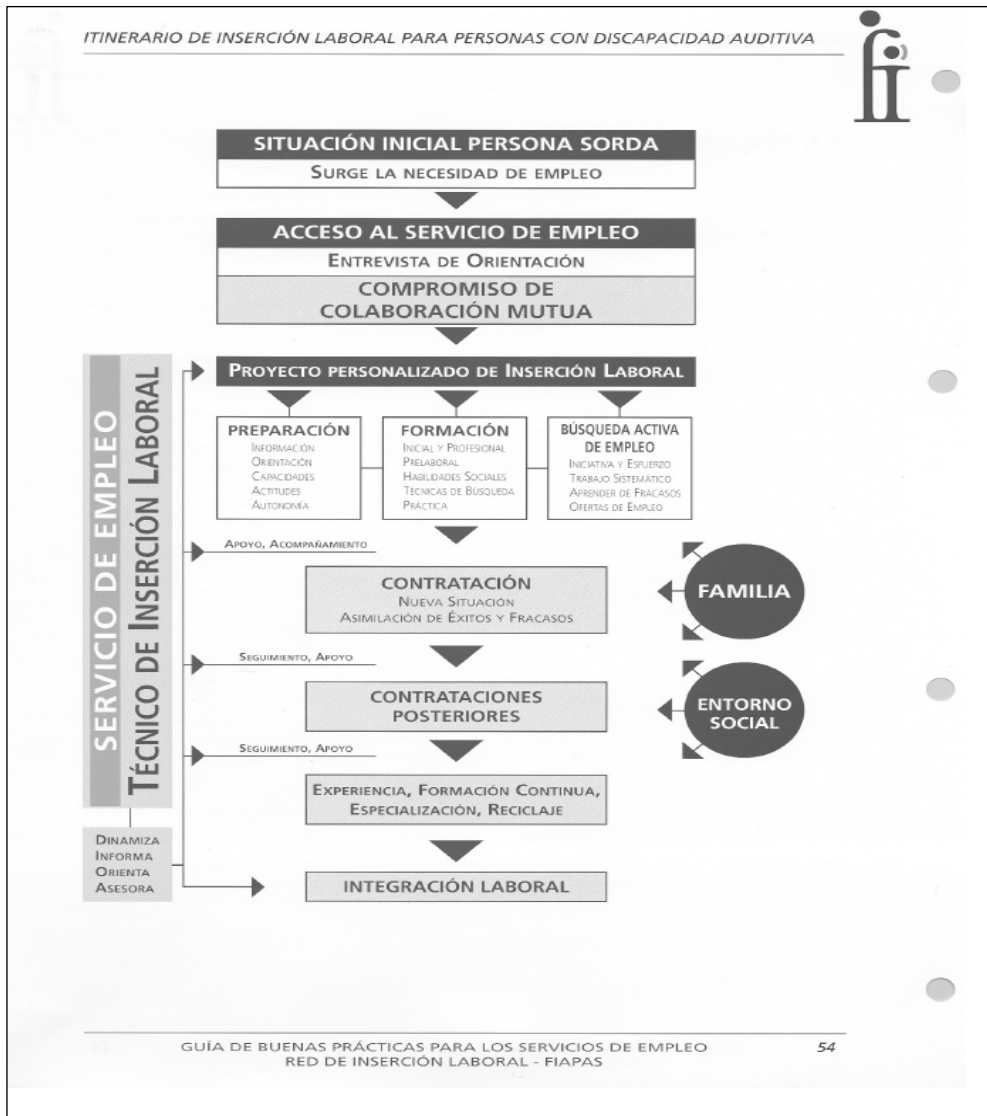 ITINERARIO DE INSERCIÓN LABORAL PARA PERSONAS CON DISCAPACIDAD AUDITIVA
fi
SITUACIÓN INICIAL PERSONA SORDA
SURGE LA NECESIDAD DE EMPLEO
ACCESO AL SERVICIO DE EMPLEO
ENTREVISTA DE ORIENTACIÓN
COMPROMISO DE
COLABORACIÓN MUTUA
SERVICIO DE EMPLEO
TÉCNICO DE INSERCIÓN LABORAL
PROYECTO PERSONALIZADO DE INSERCIÓN LABORAL
PREPARACIÓN
INFORMACIÓN
ORIENTACIÓN
CAPACIDADES
ACTITUDES
AUTONOMÍA
FORMACIÓN
INICIAL Y PROFESIONAL
PRELABORAL
HABILIDADES SOCIALES
TÉCNICAS DE BÚSQUEDA
PRÁCTICA
BÚSQUEDA ACTIVA
DE EMPLEO
INICIATIVA Y ESFUERZO
TRABAJO SISTEMÁTICO
APRENDER DE FRACASOS
OFERTAS DE EMPLEO
APOYO, ACOMPAÑAMIENTO
CONTRATACIÓN
NUEVA SITUACIÓN
ASIMILACIÓN DE ÉXITOS Y FRACASOS
FAMILIA
SEGUIMIENTO, APOYO
CONTRATACIONES
POSTERIORES
ENTORNO
SOCIAL
SEGUIMIENTO, APOYO
EXPERIENCIA, FORMACIÓN CONTINUA,
ESPECIALIZACIÓN, RECICLAJE
DINAMIZA
INFORMA
ORIENTA
ASESORA
INTEGRACIÓN LABORAL
GUÍA DE BUENAS PRÁCTICAS PARA LOS SERVICIOS DE EMPLEO 54
RED DE INSERCIÓN LABORAL - FIAPAS